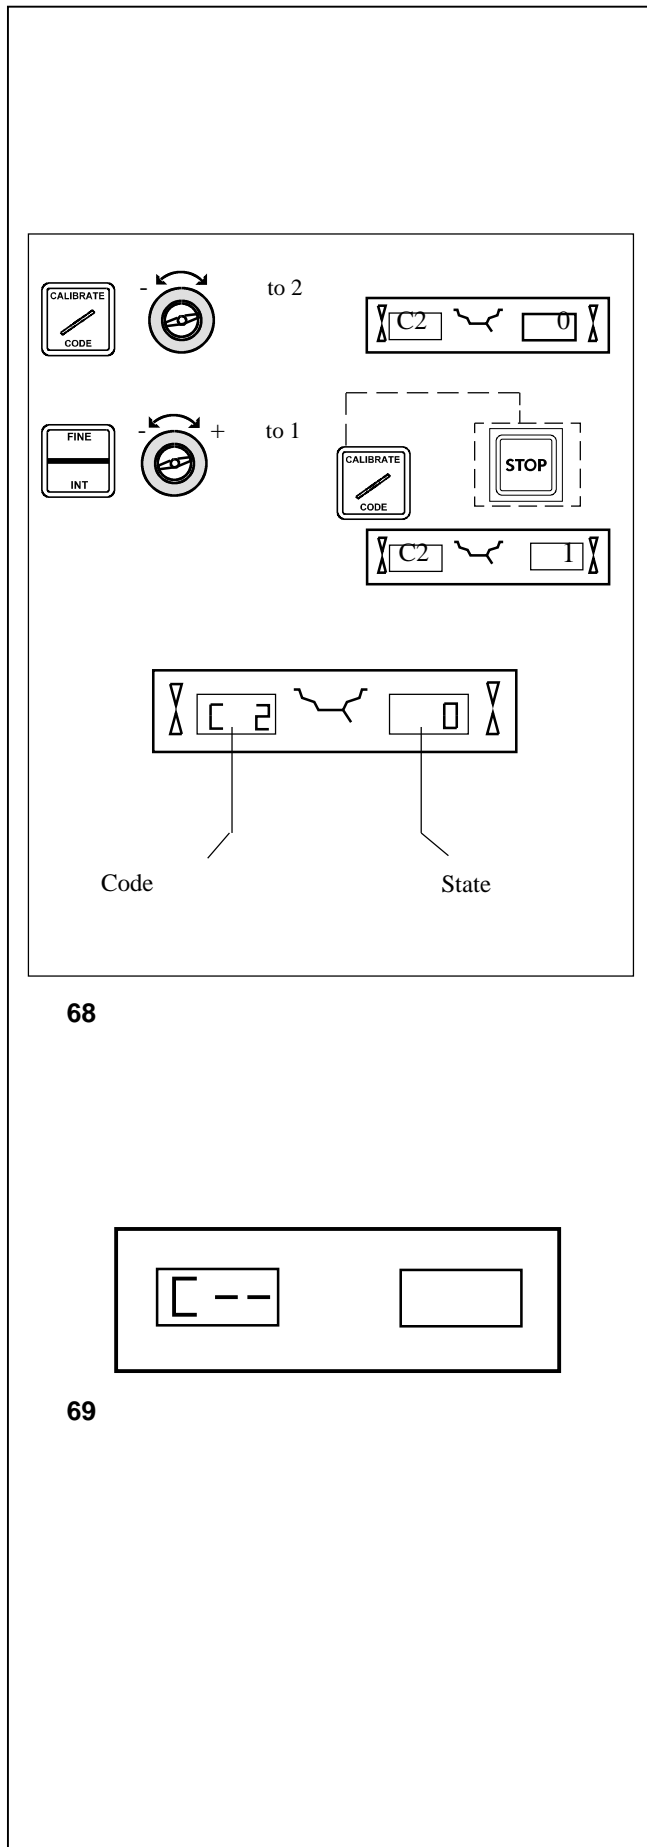 CALIBRATE
CODE
-
to 2
C2 0
FINE
INT
- +
to 1
CALIBRATE
CODE
STOP
C2 1
C 2 0
Code State
68
C --
69